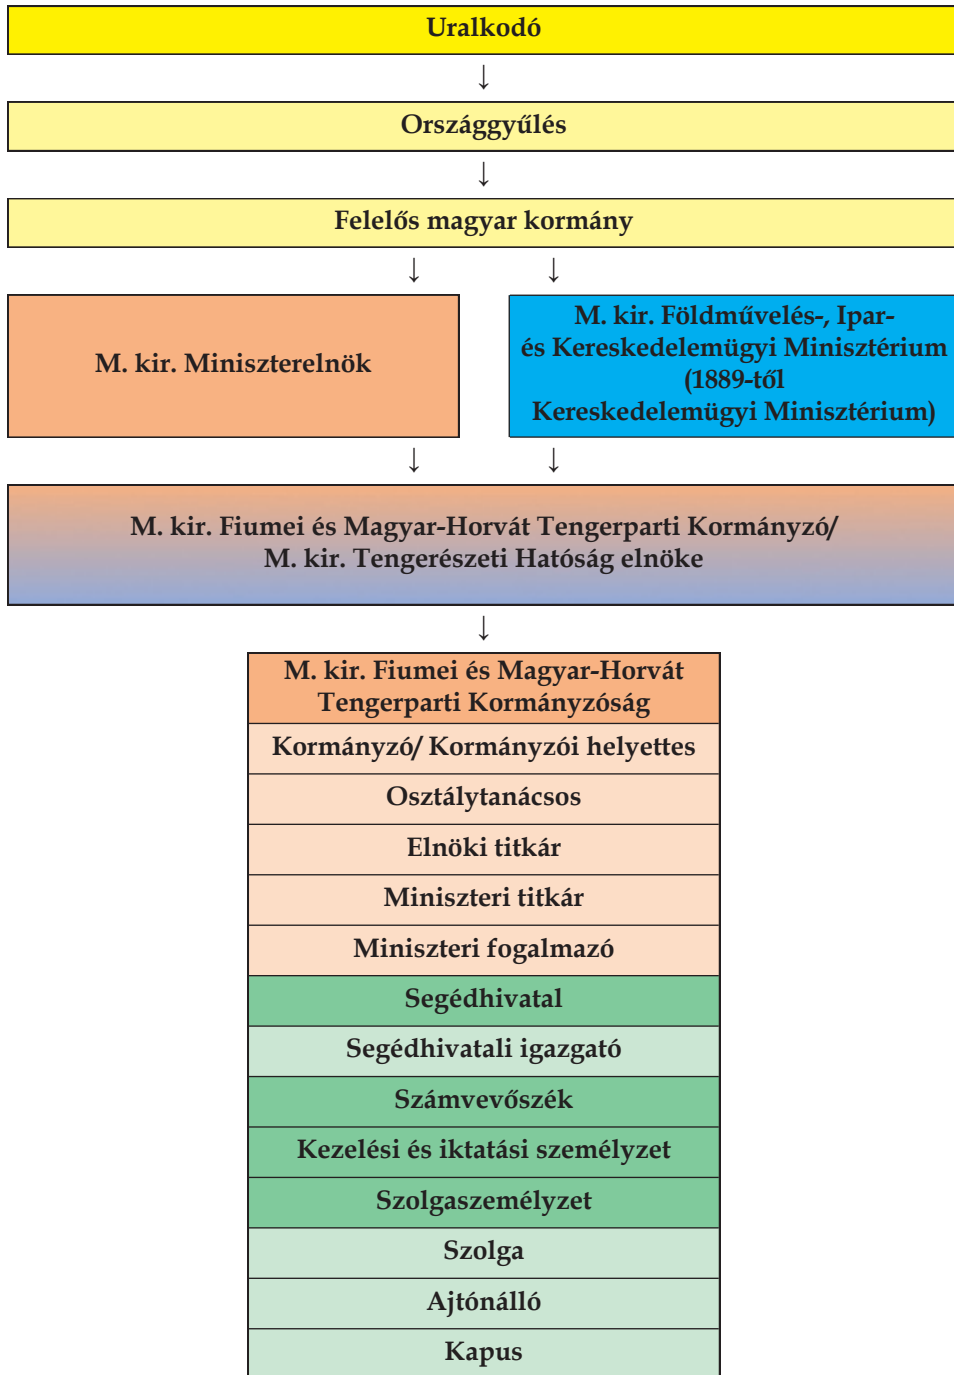 Uralkodó
↓
Országgyűlés
↓
Felelős magyar kormány
↓ ↓
M. kir. Miniszterelnök
M. kir. Földművelés-, Ipar-
és Kereskedelemügyi Minisztérium
(1889-től
Kereskedelemügyi Minisztérium)
↓ ↓
M. kir. Fiumei és Magyar-Horvát Tengerparti Kormányzó/
M. kir. Tengerészeti Hatóság elnöke
↓
M. kir. Fiumei és Magyar-Horvát
Tengerparti Kormányzóság
Kormányzó/ Kormányzói helyettes
Osztálytanácsos
Elnöki titkár
Miniszteri titkár
Miniszteri fogalmazó
Segédhivatal
Segédhivatali igazgató
Számvevőszék
Kezelési és iktatási személyzet
Szolgaszemélyzet
Szolga
Ajtónálló
Kapus